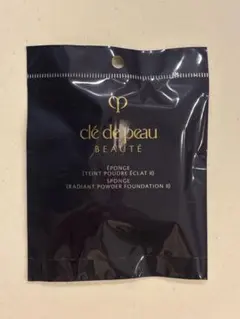 clé de peau
BEAUTÉ
ÉPONGE
(TEINT POUDRE ÉCLAT II)
SPONGE
(RADIANT POWDER FOUNDATION II)